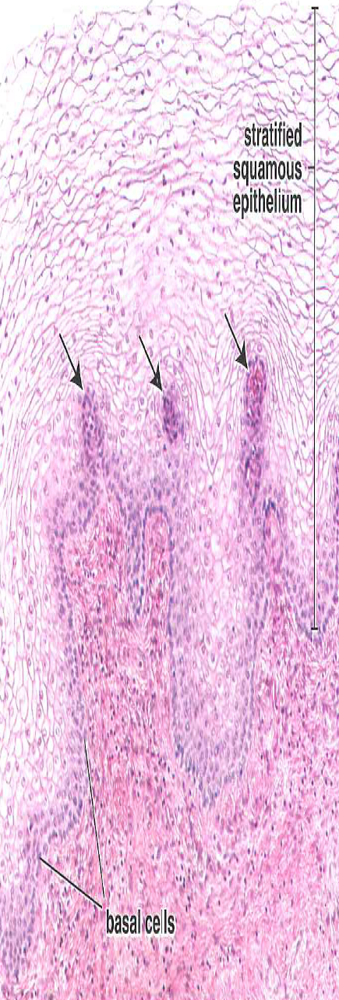 stratified
squamous
epithelium
basal cells